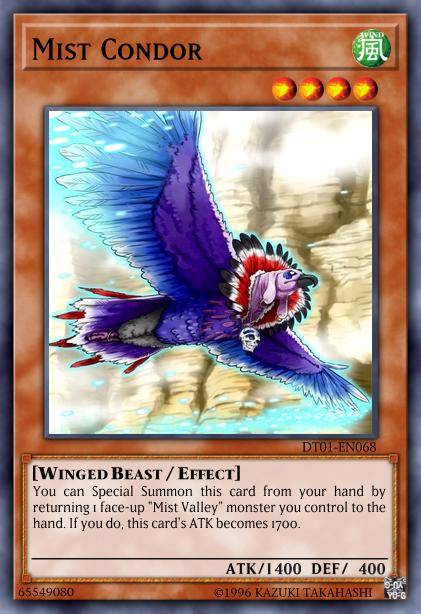 Mist Condor
WIND
風
DT01-EN068
[Winged Beast / Effect]
You can Special Summon this card from your hand by
returning 1 face-up "Mist Valley" monster you control to the
hand. If you do, this card's ATK becomes 1700.
ATK/1400 DEF/ 400
65549080
©1996 KAZUKI TAKAHASHI